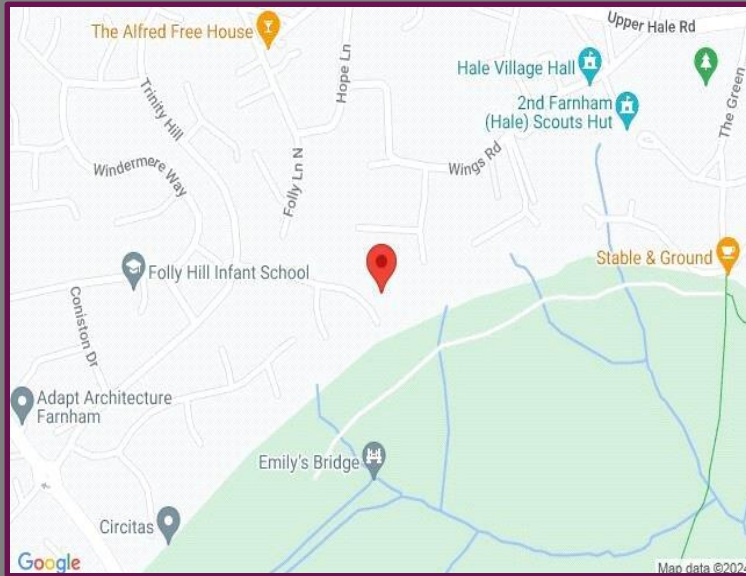 The Alfred Free House
Upper Hale Rd
Hope Ln
Hale Village Hall
2nd Farnham
(Hale) Scouts Hut
The Green
Trinity Hill
Windermere Way
Folly Ln N
Wings Rd
Folly Hill Infant School
Stable & Ground
Coniston Dr
Adapt Architecture
Farnham
Emily's Bridge
Circitas
Google
Map data ©2024